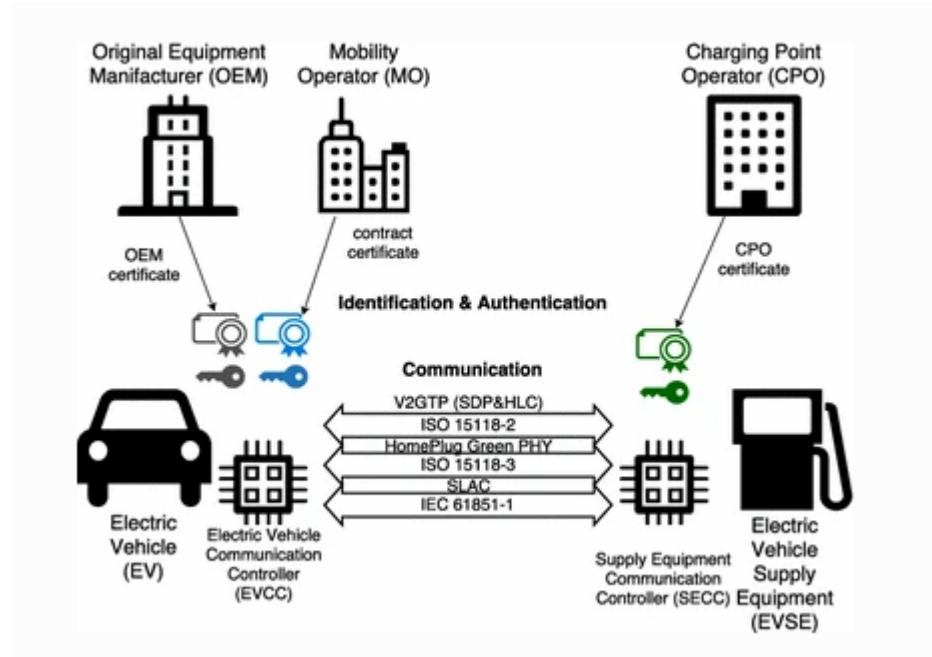 Original Equipment
Manifacturer (OEM)
Mobility
Operator (MO)
Charging Point
Operator (CPO)
OEM
certificate
contract
certificate
CPO
certificate
Identification & Authentication
Communication
V2GTP (SDP&HLC)
ISO 15118-2
HomePlug Green PHY
ISO 15118-3
SLAC
IEC 61851-1
Electric
Vehicle
(EV)
Electric Vehicle
Communication
Controller
(EVCC)
Supply Equipment
Communication
Controller (SECC)
Electric
Vehicle
Supply
Equipment
(EVSE)